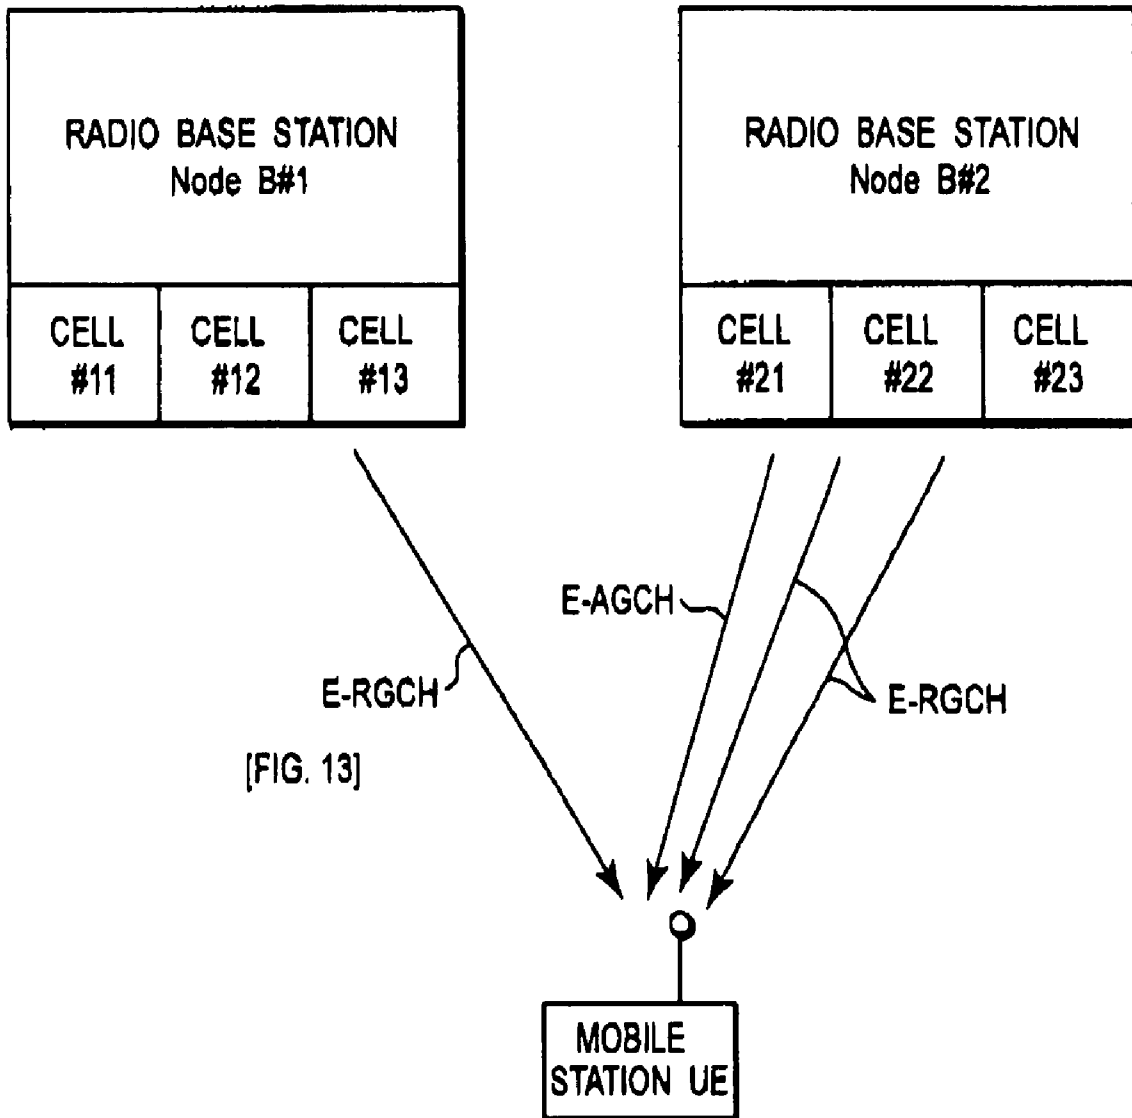 RADIO BASE STATION
Node B#1
RADIO BASE STATION
Node B#2
CELL
#11
CELL
#12
CELL
#13
CELL
#21
CELL
#22
CELL
#23
E-AGCH
E-RGCH
E-RGCH
[FIG. 13]
MOBILE
STATION UE